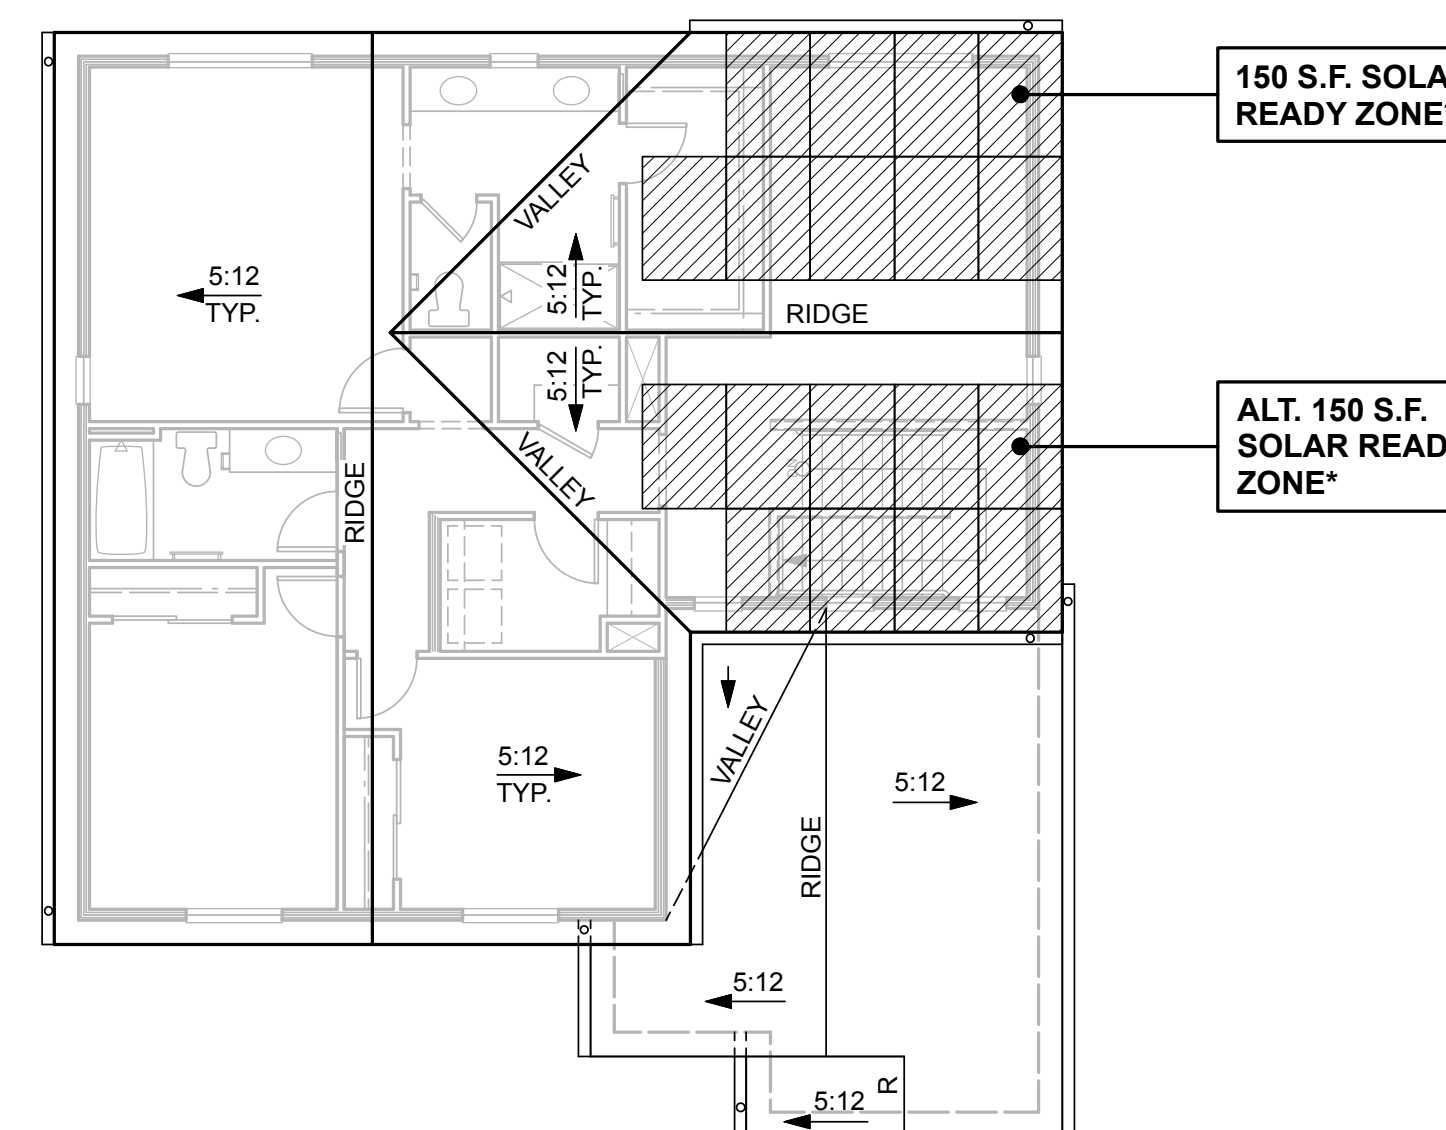 150 S.F. SOLA
READY ZONE*
VALLEY
5:12
TYP.
5:12
TYP.
RIDGE
5:12
TYP.
ALT. 150 S.F.
SOLAR READ
ZONE*
VALLEY
RIDGE
VALLEY
5:12
TYP.
5:12
RIDGE
5:12
R
5:12